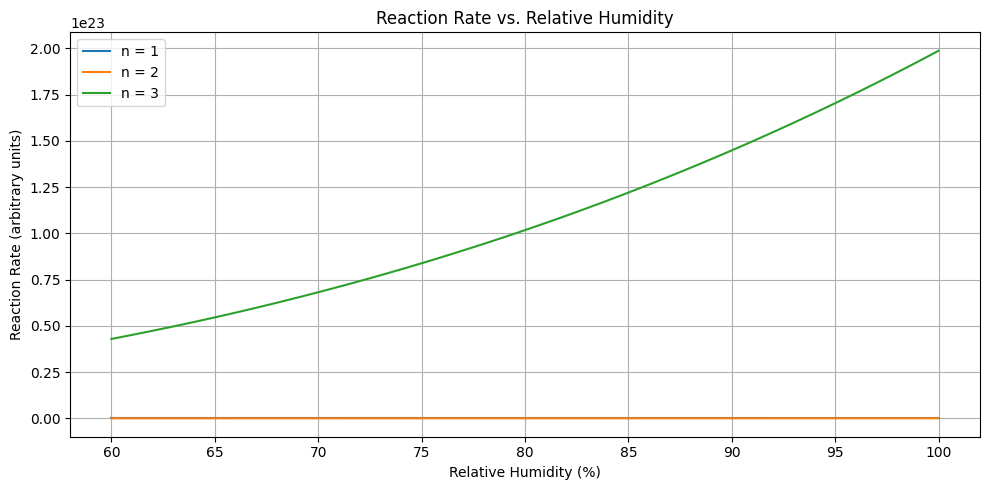 Reaction Rate vs. Relative Humidity
1e23
n = 1
n = 2
n = 3
2.00
1.75
1.50
1.25
1.00
0.75
0.50
0.25
0.00
Reaction Rate (arbitrary units)
60 65 70 75 80 85 90 95 100
Relative Humidity (%)